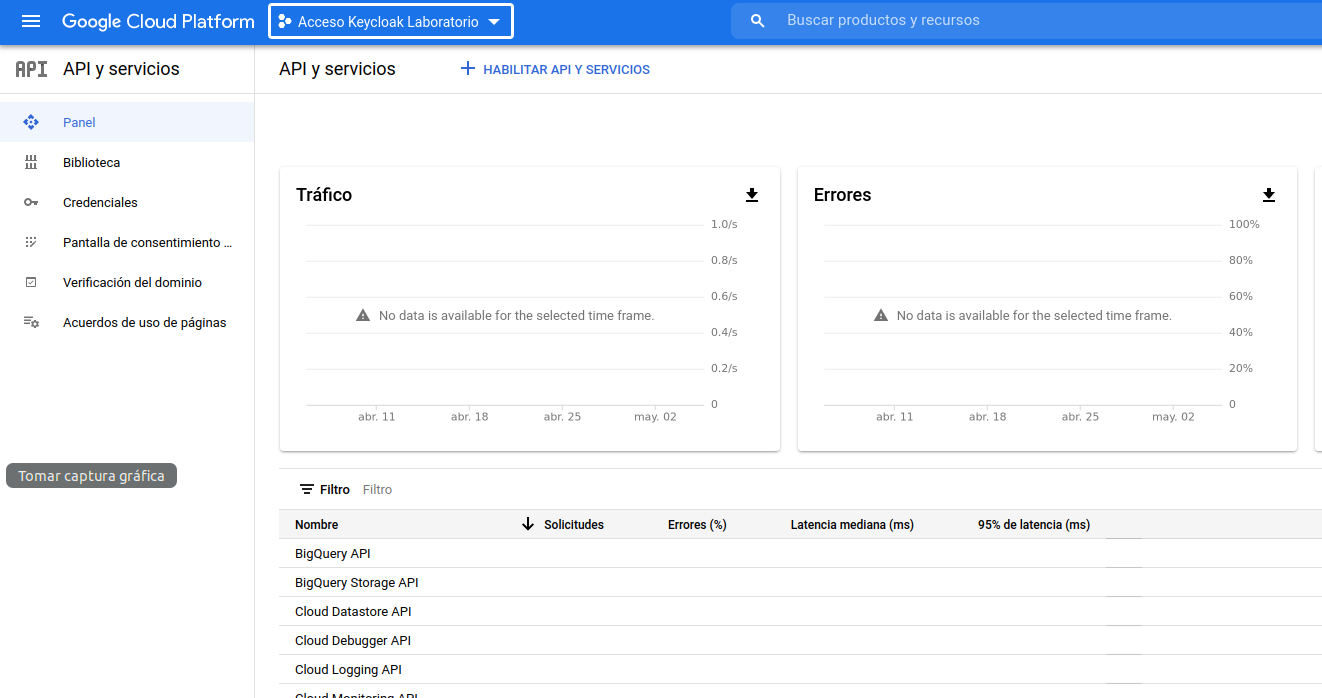 Google Cloud Platform
Acceso Keycloak Laboratorio
Buscar productos y recursos
API
API y servicios
API y servicios
HABILITAR API Y SERVICIOS
Panel
Biblioteca
Credenciales
Pantalla de consentimiento ...
Verificación del dominio
Acuerdos de uso de páginas
Tomar captura gráfica
Tráfico
1.0/s
0.8/s
0.6/s
No data is available for the selected time frame.
0.4/s
0.2/s
0
abr. 11 abr. 18 abr. 25 may. 02
Errores
100%
80%
60%
No data is available for the selected time frame.
40%
20%
0
abr. 11 abr. 18 abr. 25 may. 02
Filtro Filtro
Nombre Solicitudes Errores (%) Latencia mediana (ms) 95% de latencia (ms)
BigQuery API
BigQuery Storage API
Cloud Datastore API
Cloud Debugger API
Cloud Logging API
Cloud Monitoring API